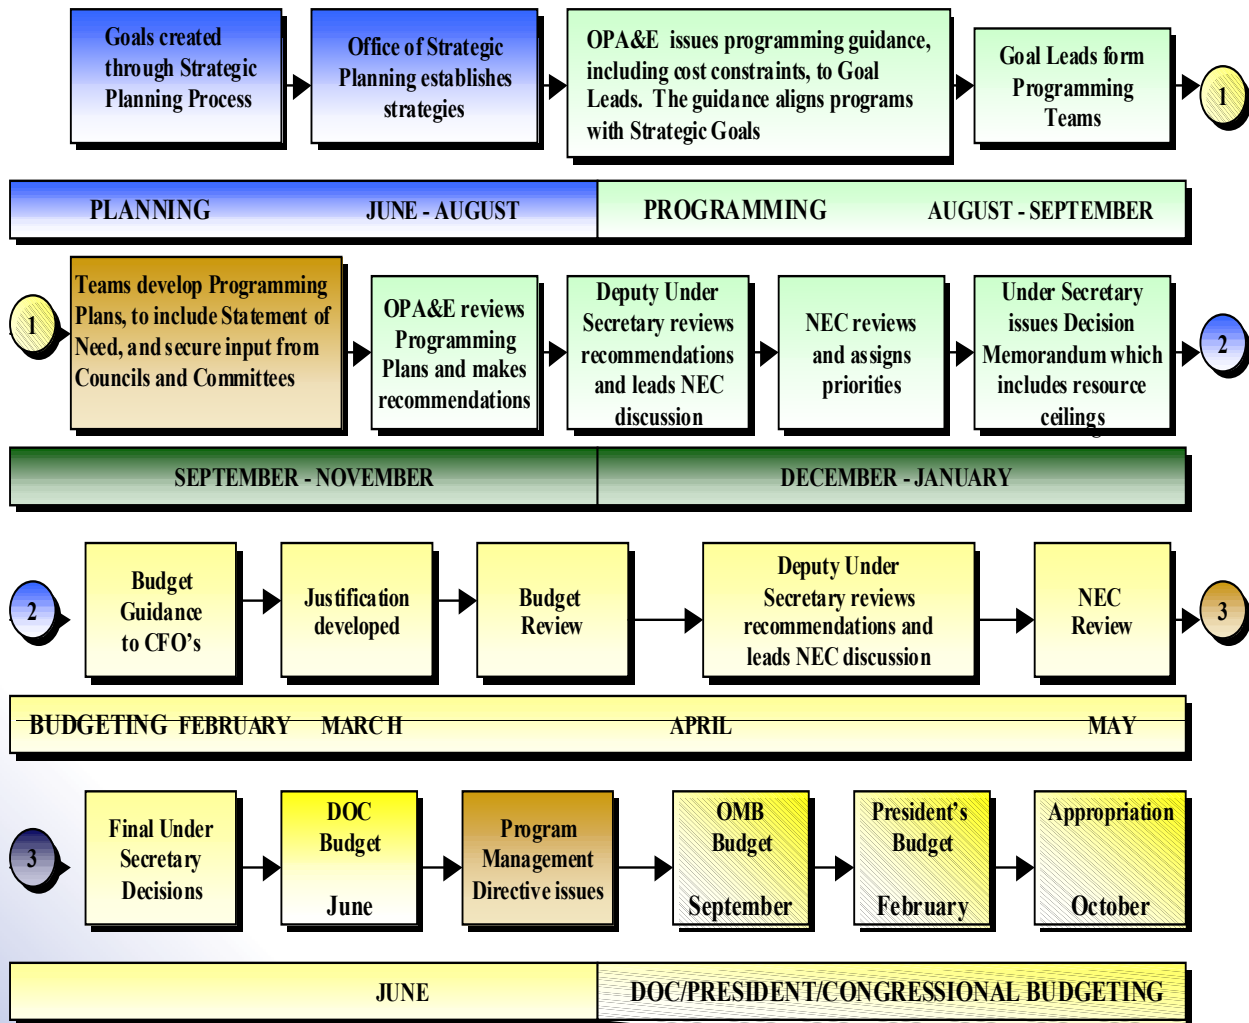 Goals created
through Strategic
Planning Process
Office of Strategic
Planning establishes
strategies
OPA&E issues programming guidance,
including cost constraints, to Goal
Leads. The guidance aligns programs
with Strategic Goals
Goal Leads form
Programming
Teams
1
PLANNING JUNE - AUGUST
PROGRAMMING AUGUST - SEPTEMBER
1
Teams develop Programming
Plans, to include Statement of
Need, and secure input from
Councils and Committees
OPA&E reviews
Programming
Plans and makes
recommendations
Deputy Under
Secretary reviews
recommendations
and leads NEC
discussion
NEC reviews
and assigns
priorities
Under Secretary
issues Decision
Memorandum which
includes resource
ceilings
2
SEPTEMBER - NOVEMBER
DECEMBER - JANUARY
2
Budget
Guidance
to CFO's
Justification
developed
Budget
Review
Deputy Under
Secretary reviews
recommendations and
leads NEC discussion
NEC
Review
3
BUDGETING FEBRUARY MARCH APRIL MAY
3
Final Under
Secretary
Decisions
DOC
Budget
June
Program
Management
Directive issues
OMB
Budget
September
President's
Budget
February
Appropriation
October
JUNE
DOC/PRESIDENT/CONGRESSIONAL BUDGETING